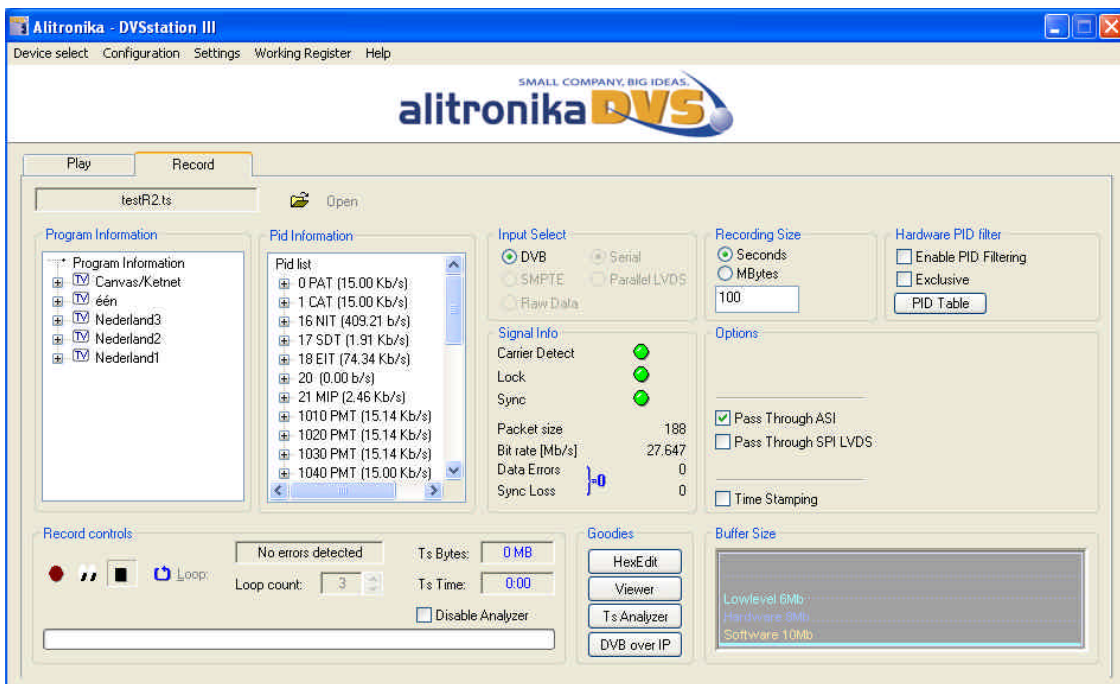 Alitronika - DVSstation III
Device select Configuration Settings Working Register Help
SMALL COMPANY, BIG IDEAS.
alitronika DVS
Play Record
testR2.ts Open
Program Information
Program Information
Canvas/Ketnet
één
Nederland3
Nederland2
Nederland1
Pid Information
Pid list
0 PAT (15.00 Kb/s)
1 CAT (15.00 Kb/s)
16 NIT (409.21 b/s)
17 SDT (1.91 Kb/s)
18 EIT (74.34 Kb/s)
20 (0.00 b/s)
21 MIP (2.46 Kb/s)
1010 PMT (15.14 Kb/s)
1020 PMT (15.14 Kb/s)
1030 PMT (15.14 Kb/s)
1040 PMT (15.00 Kb/s)
Input Select
DVB Serial
SMPTE Parallel LVDS
Raw Data
Signal Info
Carrier Detect
Lock
Sync
Packet size 188
Bit rate [Mb/s] 27.647
Data Errors 0
=0
Sync Loss 0
Recording Size
Seconds
MBytes
100
Hardware PID filter
Enable PID Filtering
Exclusive
PID Table
Options
Pass Through ASI
Pass Through SPI LVDS
Time Stamping
Record controls
Loop:
No errors detected
Loop count: 3
Ts Bytes: 0 MB
Ts Time: 0:00
Disable Analyzer
Goodies
HexEdit
Viewer
Ts Analyzer
DVB over IP
Buffer Size
Lowlevel 6Mb
Software 10Mb